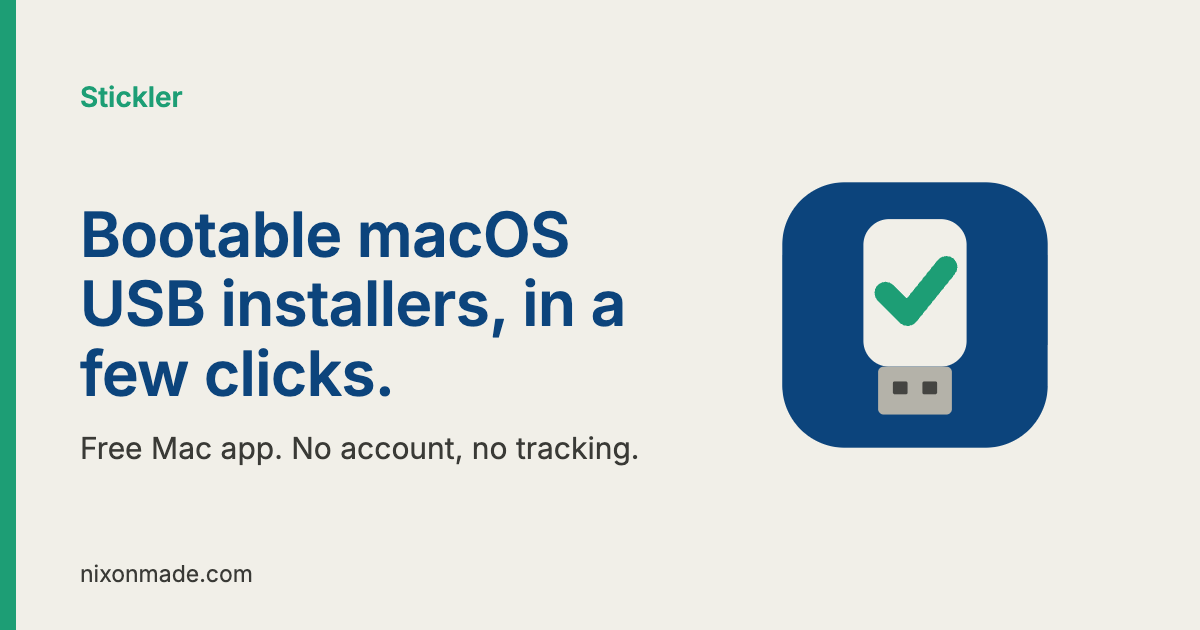 Stickler
Bootable macOS
USB installers, in a
few clicks.
Free Mac app. No account, no tracking.
nixonmade.com